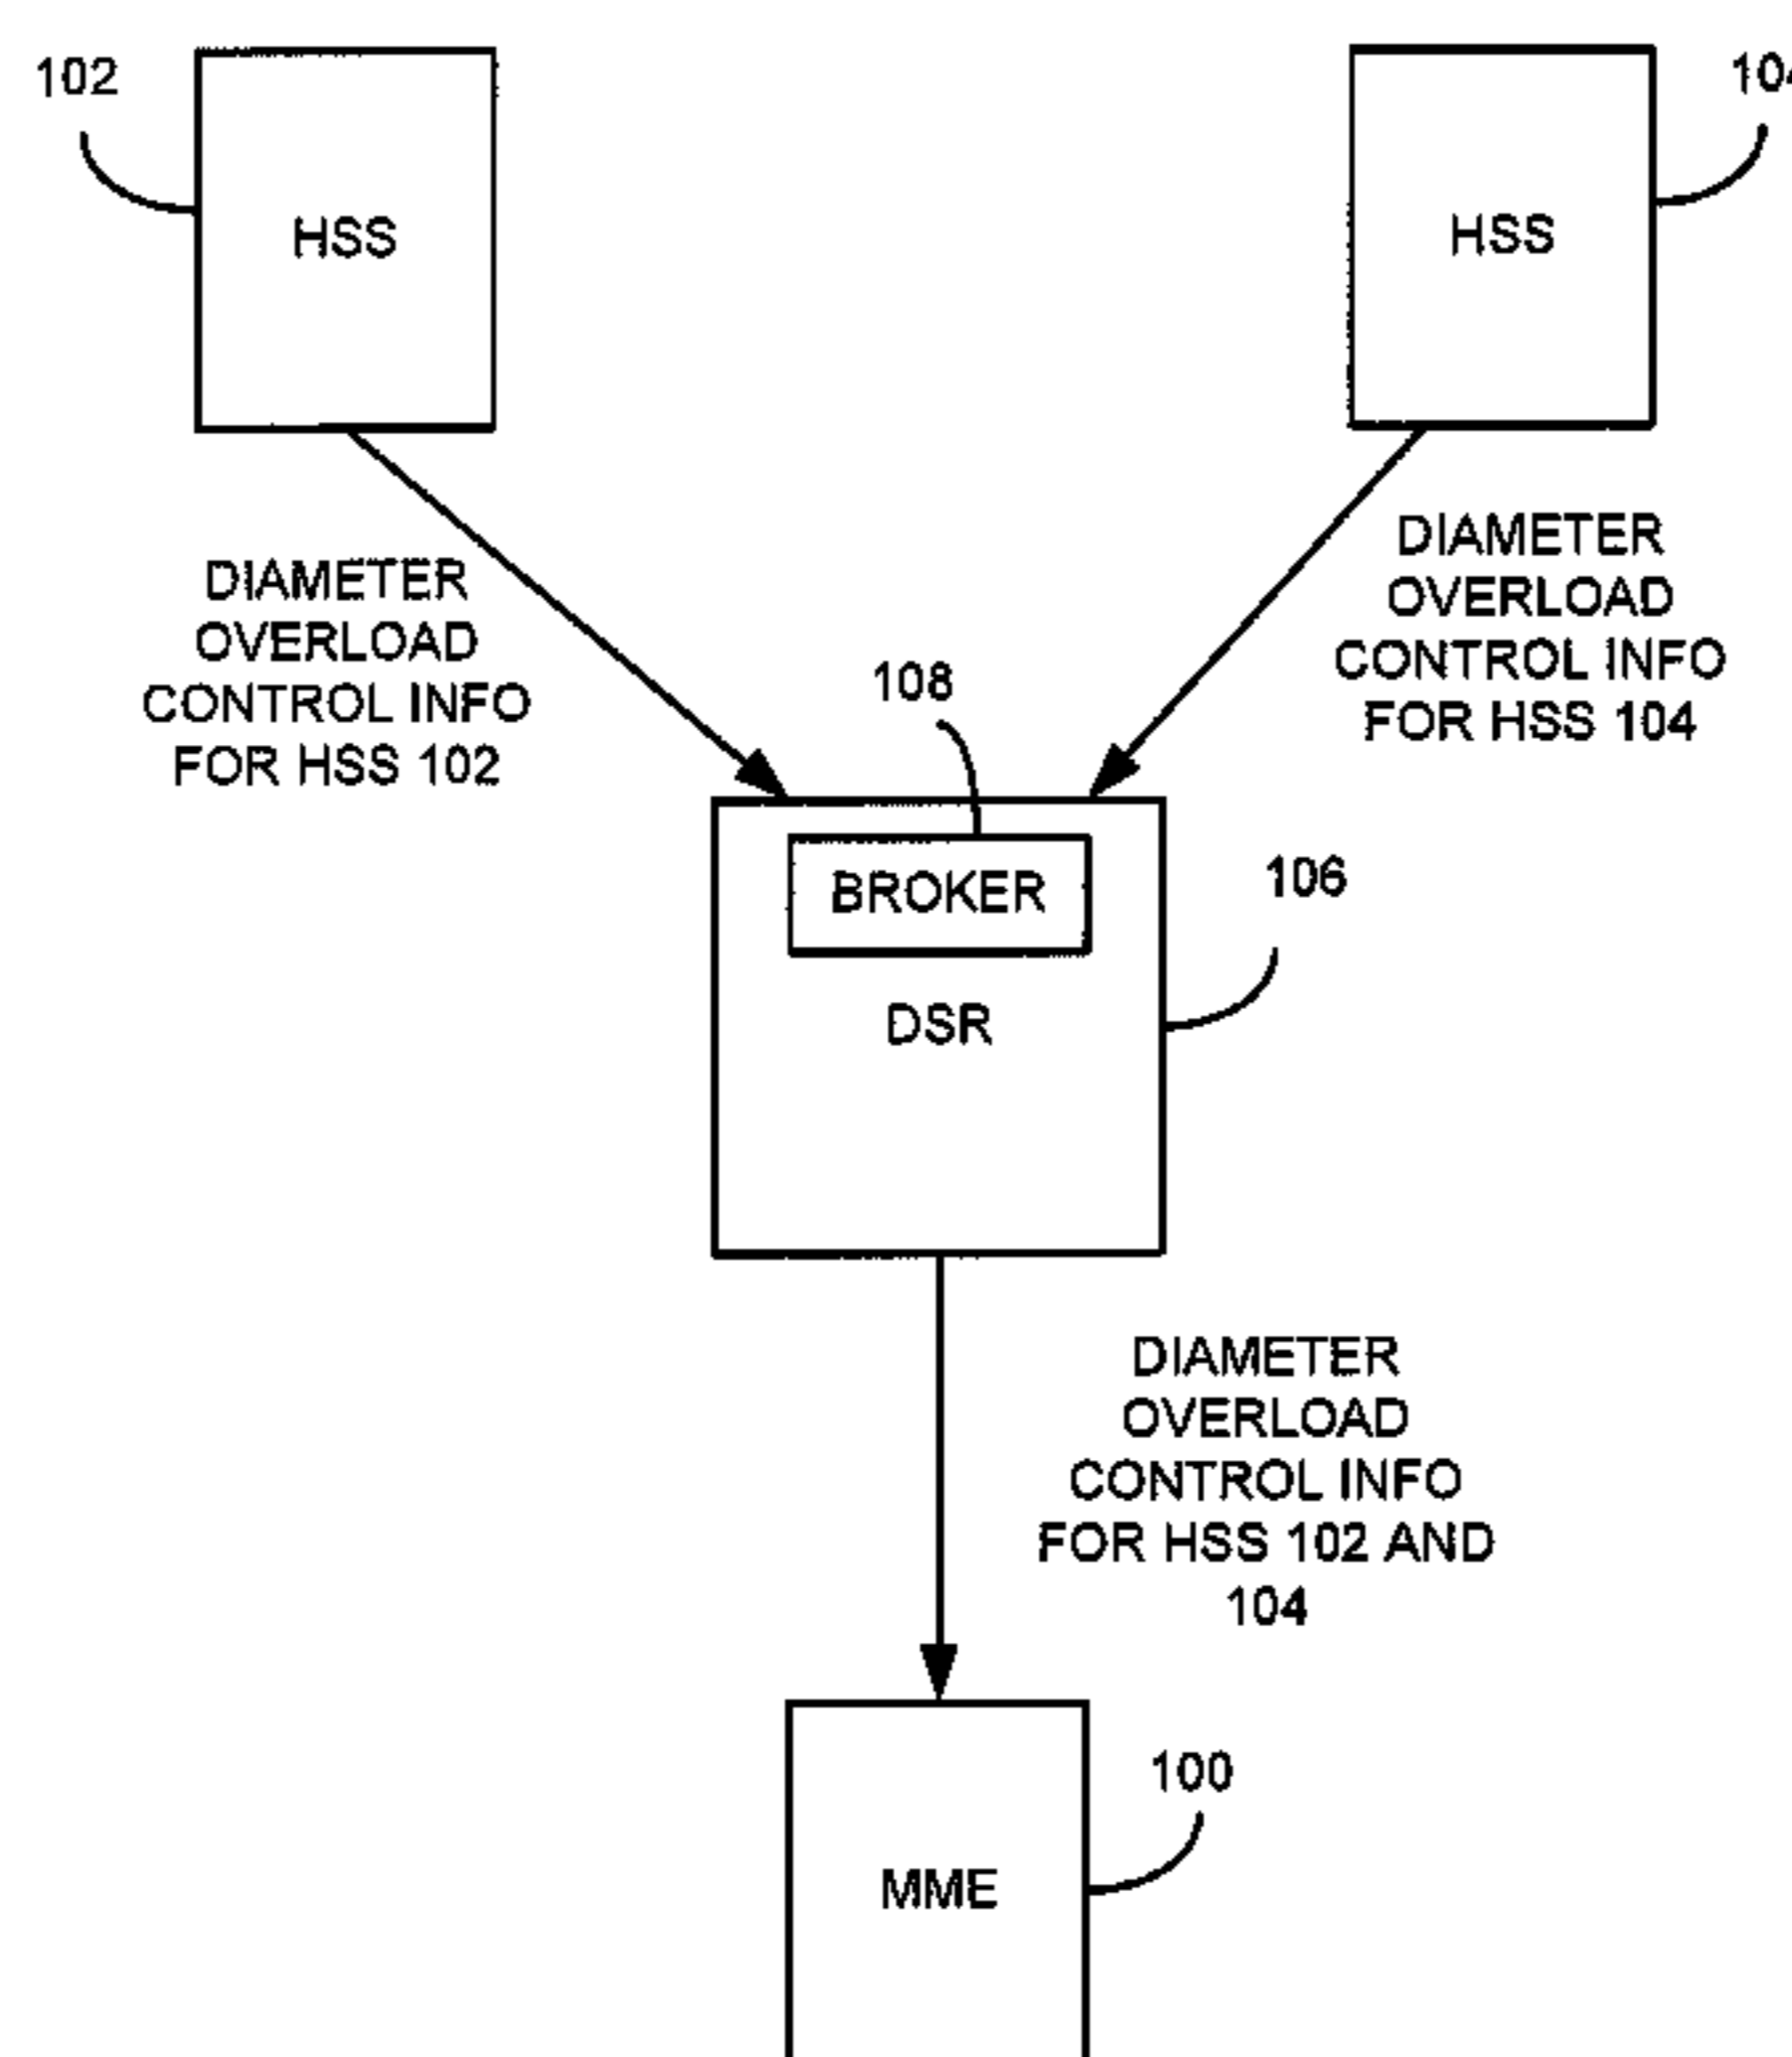 102
104
HSS
HSS
DIAMETER
OVERLOAD
CONTROL INFO
FOR HSS 102
DIAMETER
OVERLOAD
CONTROL INFO
FOR HSS 104
108
BROKER
106
DSR
DIAMETER
OVERLOAD
CONTROL INFO
FOR HSS 102 AND
104
100
MME